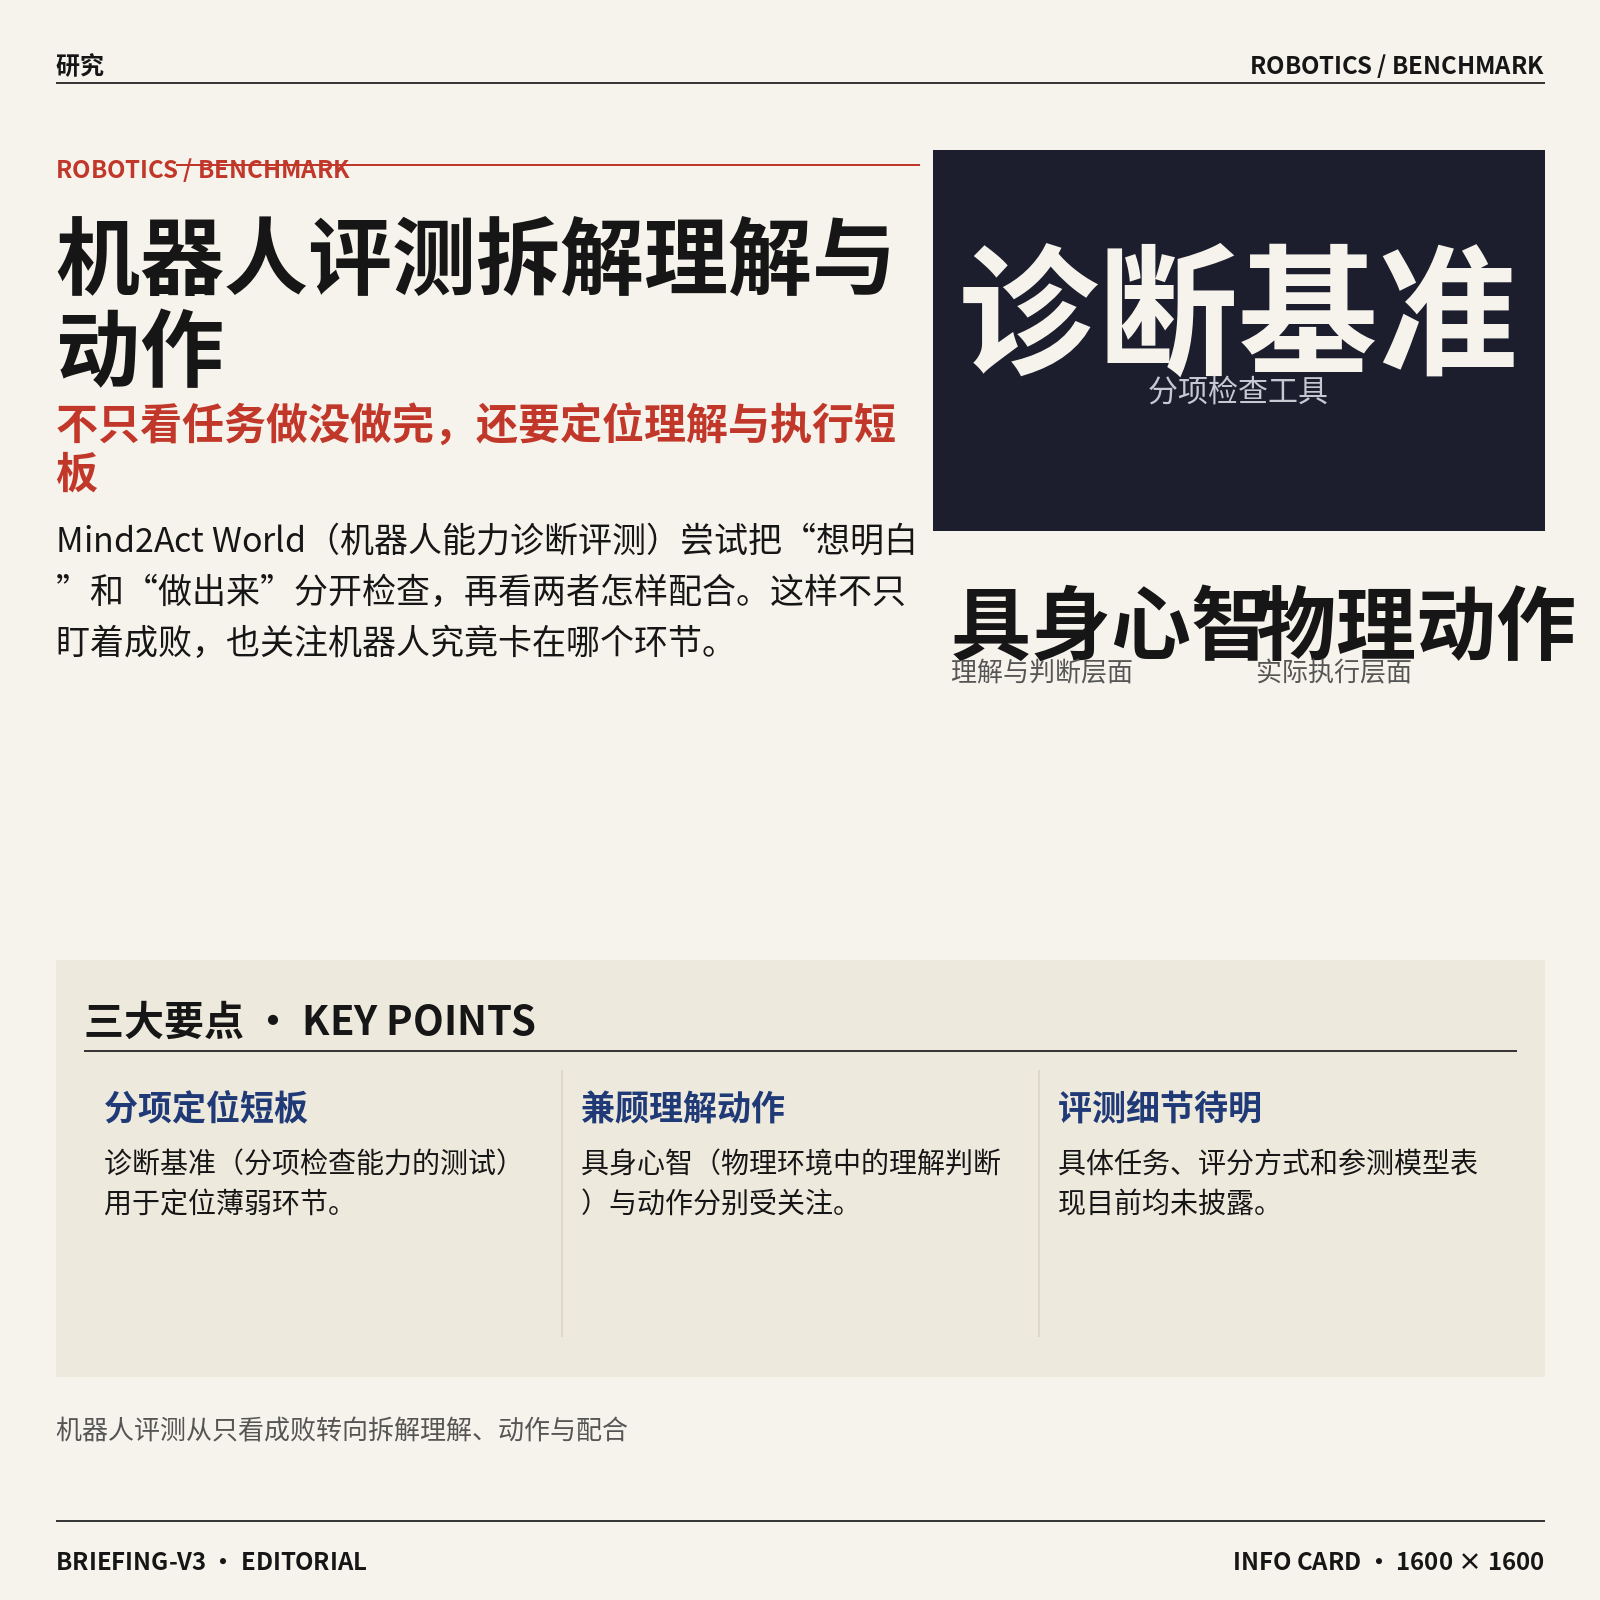 研究
ROBOTICS / BENCHMARK
ROBOTICS / BENCHMARK
机器人评测拆解理解与
动作
不只看任务做没做完，还要定位理解与执行短
板
Mind2Act World（机器人能力诊断评测）尝试把“想明白
”和“做出来”分开检查，再看两者怎样配合。这样不只
盯着成败，也关注机器人究竟卡在哪个环节。
诊断基准
分项检查工具
具身心智
理解与判断层面
物理动作
实际执行层面
三大要点 · KEY POINTS
分项定位短板
诊断基准（分项检查能力的测试）
用于定位薄弱环节。
兼顾理解动作
具身心智（物理环境中的理解判断
）与动作分别受关注。
评测细节待明
具体任务、评分方式和参测模型表
现目前均未披露。
机器人评测从只看成败转向拆解理解、动作与配合
BRIEFING-V3 · EDITORIAL
INFO CARD · 1600 × 1600